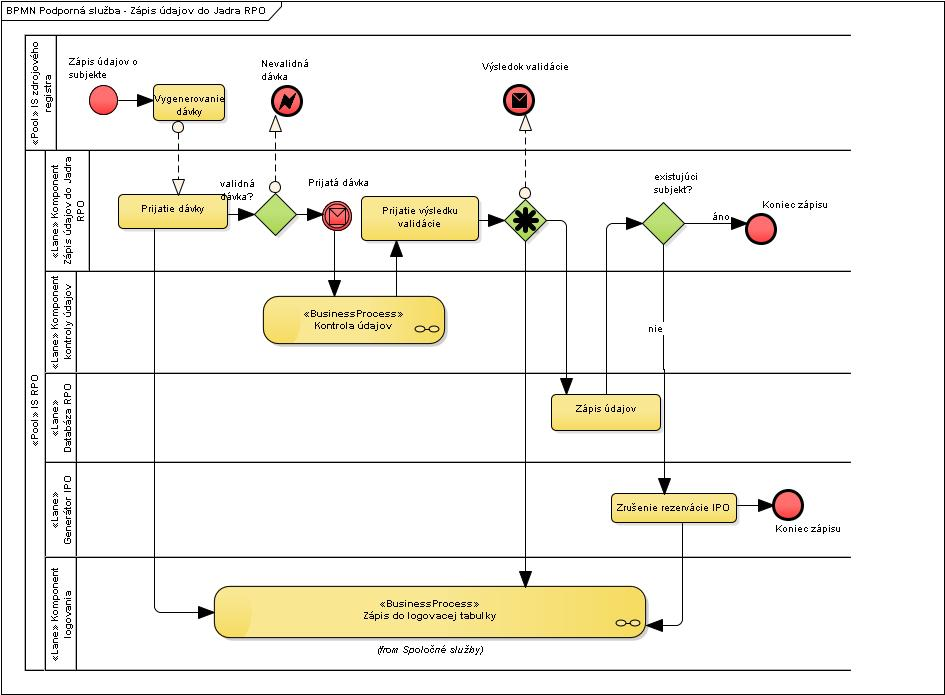 BPMN Podporná služba - Zápis údajov do Jadra RPO
«Pool» IS zdrojového
registra
Zápis údajov o
subjekte
Vygenerovanie
dávky
Nevalidná
dávka
Výsledok validácie
«Pool» IS RPO
«Lane» Komponent
Zápis údajov do Jadra
RPO
Prijatie dávky
validná
dávka?
Prijatá dávka
Prijatie výsledku
validácie
existujúci
subjekt?
áno
Koniec zápisu
«Lane» Komponent
kontroly údajov
«BusinessProcess»
Kontrola údajov
nie
«Lane»
Databáza RPO
Zápis údajov
«Lane»
Generátor IPO
Zrušenie rezervácie IPO
Koniec zápisu
«Lane» Komponent
logovania
«BusinessProcess»
Zápis do logovacej tabulky
(from Spoločné služby)